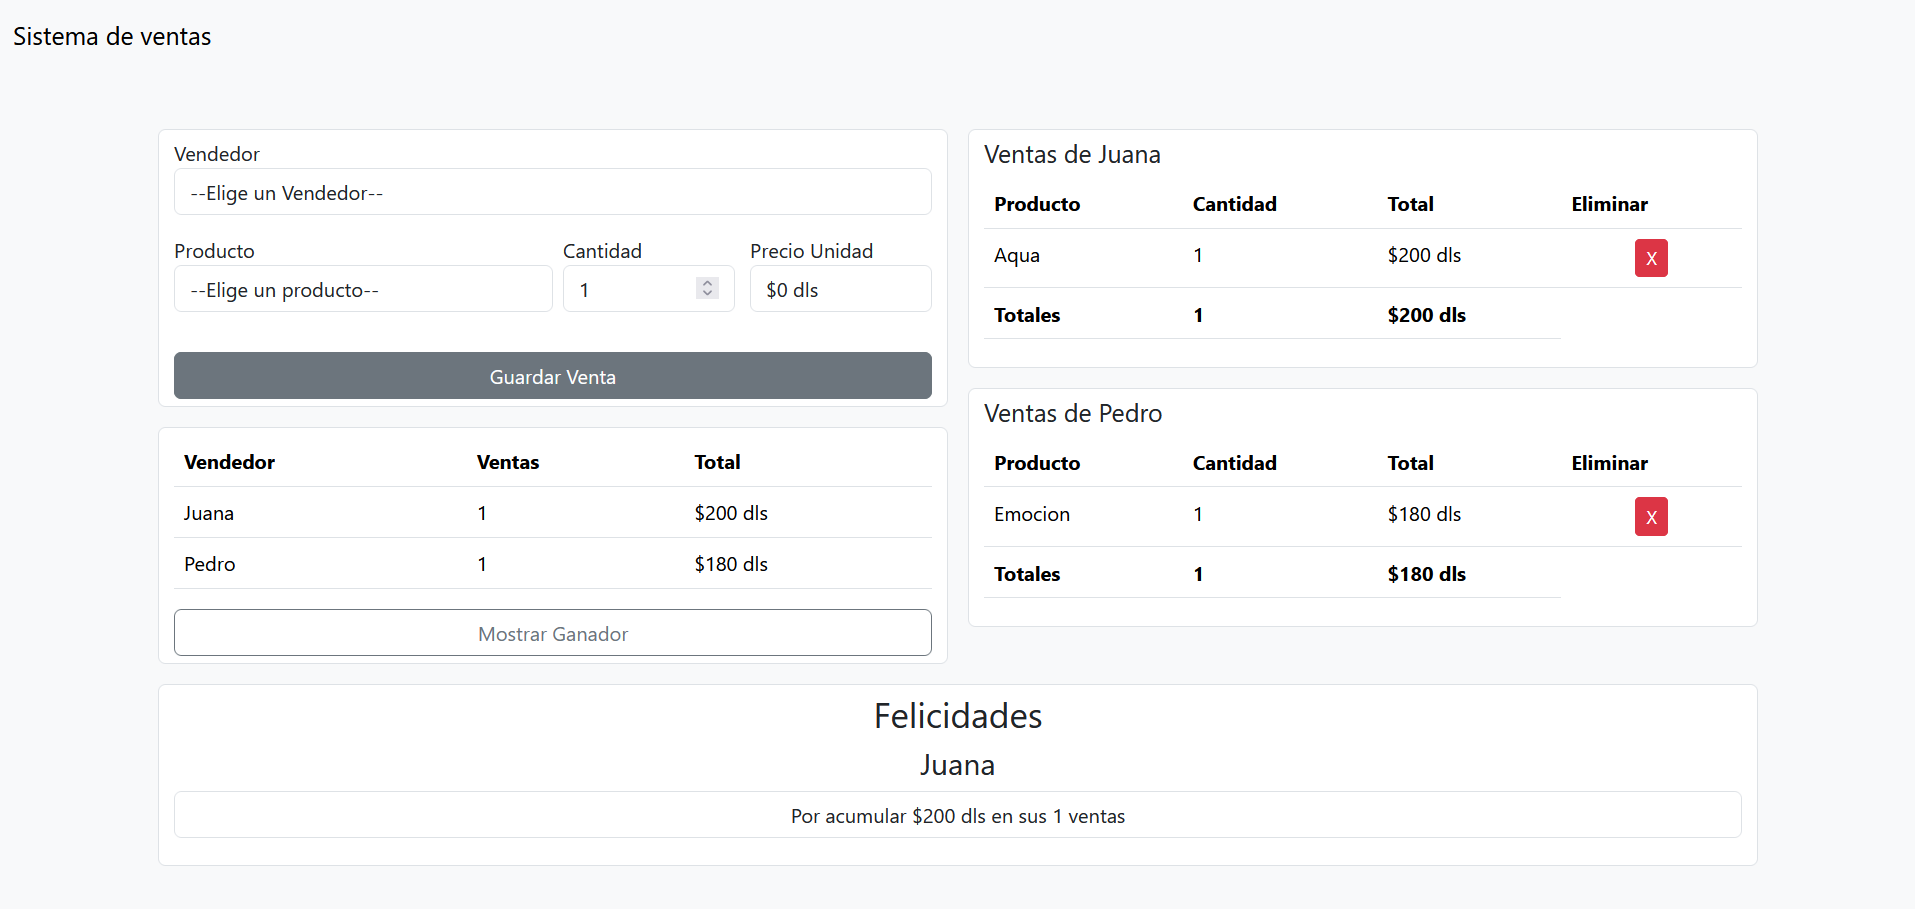 Sistema de ventas
Vendedor
--Elige un Vendedor--
Producto Cantidad Precio Unidad
--Elige un producto-- 1 $0 dls
Guardar Venta
Vendedor Ventas Total
Juana 1 $200 dls
Pedro 1 $180 dls
Mostrar Ganador
Ventas de Juana
Producto Cantidad Total Eliminar
Aqua 1 $200 dls X
Totales 1 $200 dls
Ventas de Pedro
Producto Cantidad Total Eliminar
Emocion 1 $180 dls X
Totales 1 $180 dls
Felicidades
Juana
Por acumular $200 dls en sus 1 ventas